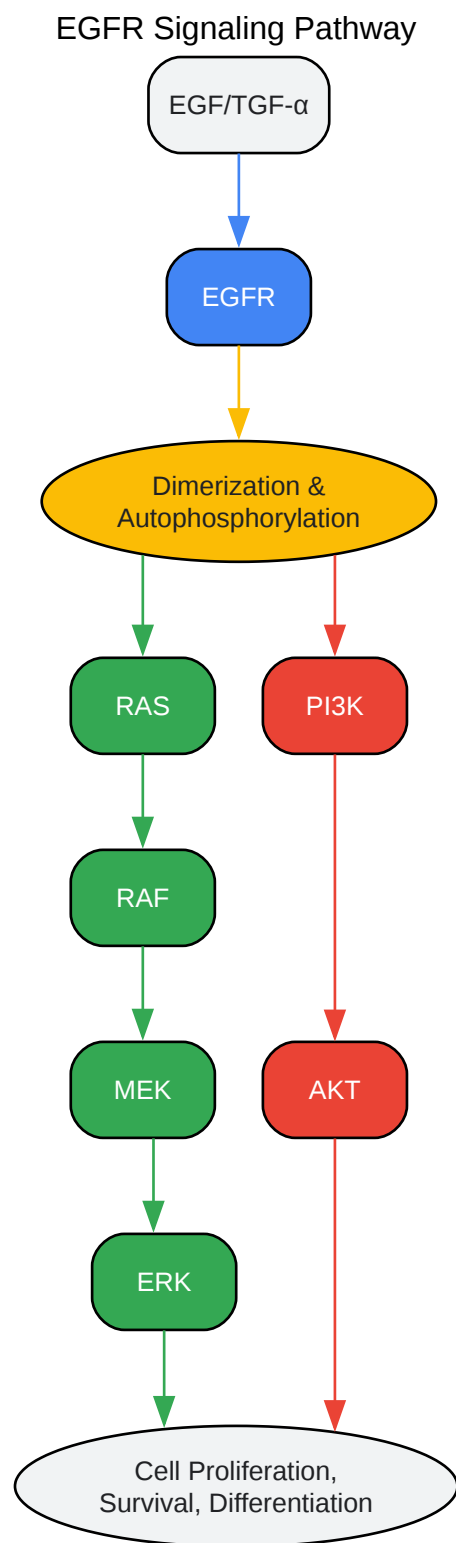 EGFR Signaling Pathway
EGF/TGF-α
EGFR
Dimerization &
Autophosphorylation
RAS
PI3K
RAF
MEK
AKT
ERK
Cell Proliferation,
Survival, Differentiation